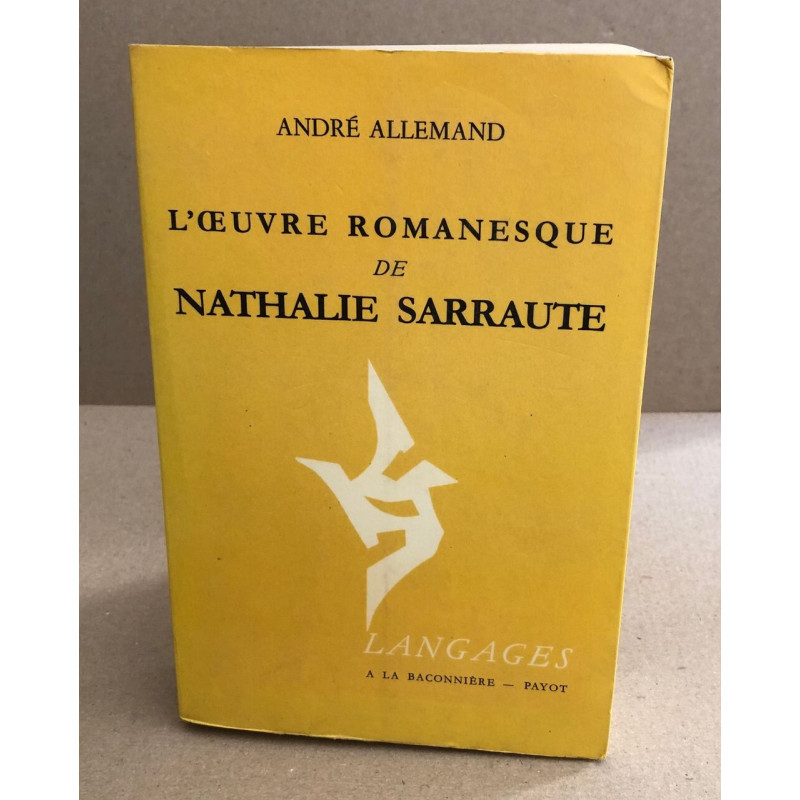 ANDRÉ ALLEMAND
L'ŒUVRE ROMANESQUE
DE
NATHALIE SARRAUTE
LANGAGES
A LA BACONNIÈRE — PAYOT